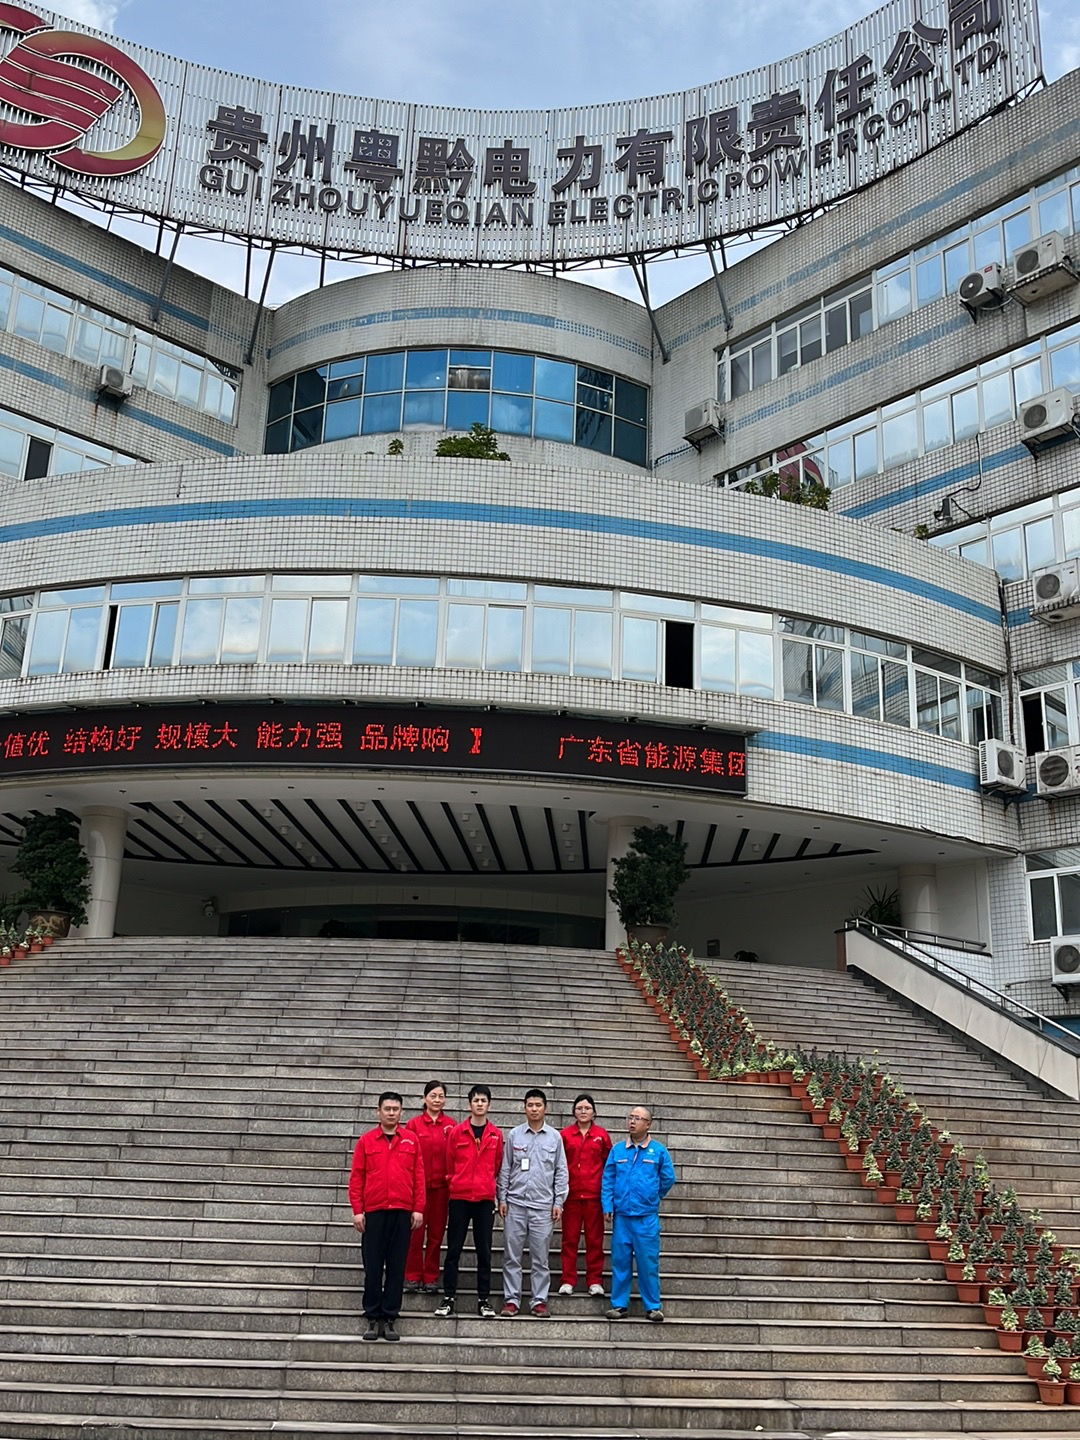 贵州粤黔电力有限责任公司
GUIZHOUYUEQIAN ELECTRICPOWERCO.,LTD.
值优 结构好 规模大 能力强 品牌响 】 广东省能源集团